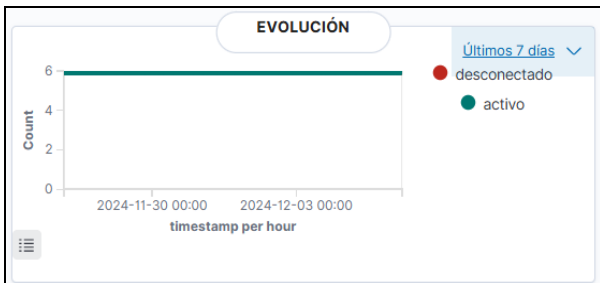 EVOLUCIÓN
Últimos 7 días
desconectado
activo
Count
6
4
2
0
2024-11-30 00:00
2024-12-03 00:00
timestamp per hour